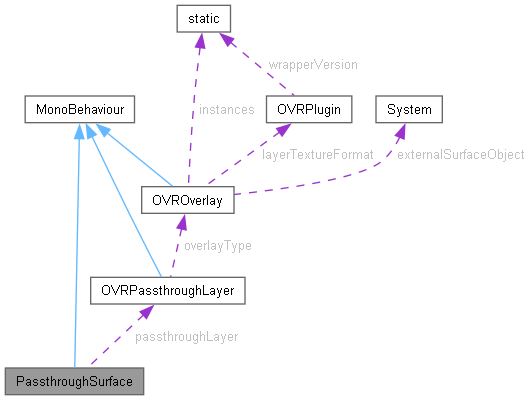 static
wrapperVersion
MonoBehaviour
instances
OVRPlugin
System
layerTextureFormat
externalSurfaceObject
OVROverlay
overlayType
OVRPassthroughLayer
passthroughLayer
PassthroughSurface